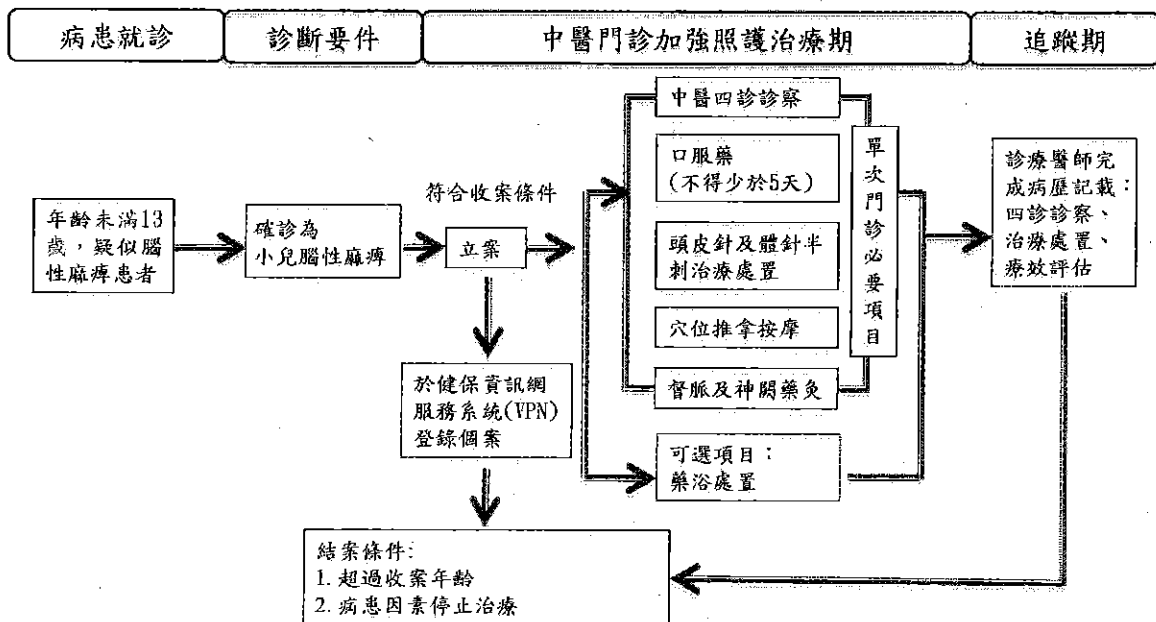 病患就診
診斷要件
中醫門診加強照護治療期
追蹤期
年齡未滿13
歲，疑似腦
性麻痺患者
確診為
小兒腦性麻痺
符合收案條件
立案
於健保資訊網
服務系統(VPN)
登錄個案
中醫四診診察
口服藥
(不得少於5天)
頭皮針及體針半
刺治療處置
穴位推拿按摩
督脈及神闕藥灸
單次門診必要項目
可選項目：
藥浴處置
診療醫師完
成病歷記載：
四診診察、
治療處置、
療效評估
結案條件:
1. 超過收案年齡
2. 病患因素停止治療